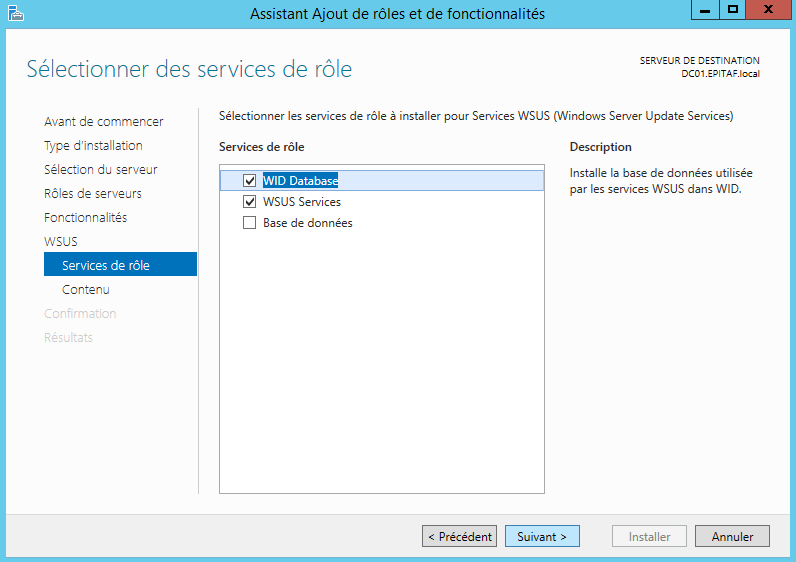 Assistant Ajout de rôles et de fonctionnalités
Sélectionner des services de rôle
SERVEUR DE DESTINATION
DC01.EPITAF.local
Avant de commencer
Type d'installation
Sélection du serveur
Rôles de serveurs
Fonctionnalités
WSUS
Services de rôle
Contenu
Confirmation
Résultats
Sélectionner les services de rôle à installer pour Services WSUS (Windows Server Update Services)
Services de rôle
WID Database
WSUS Services
Base de données
Description
Installe la base de données utilisée
par les services WSUS dans WID.
< Précédent
Suivant >
Installer
Annuler